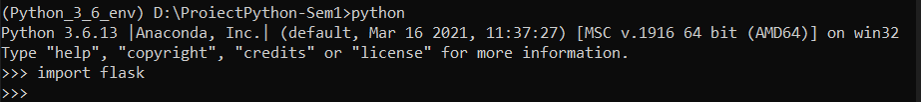 (Python_3_6_env) D:\ProiectPython-Sem1>python
Python 3.6.13 |Anaconda, Inc.| (default, Mar 16 2021, 11:37:27) [MSC v.1916 64 bit (AMD64)] on win32
Type "help", "copyright", "credits" or "license" for more information.
>>> import flask
>>>